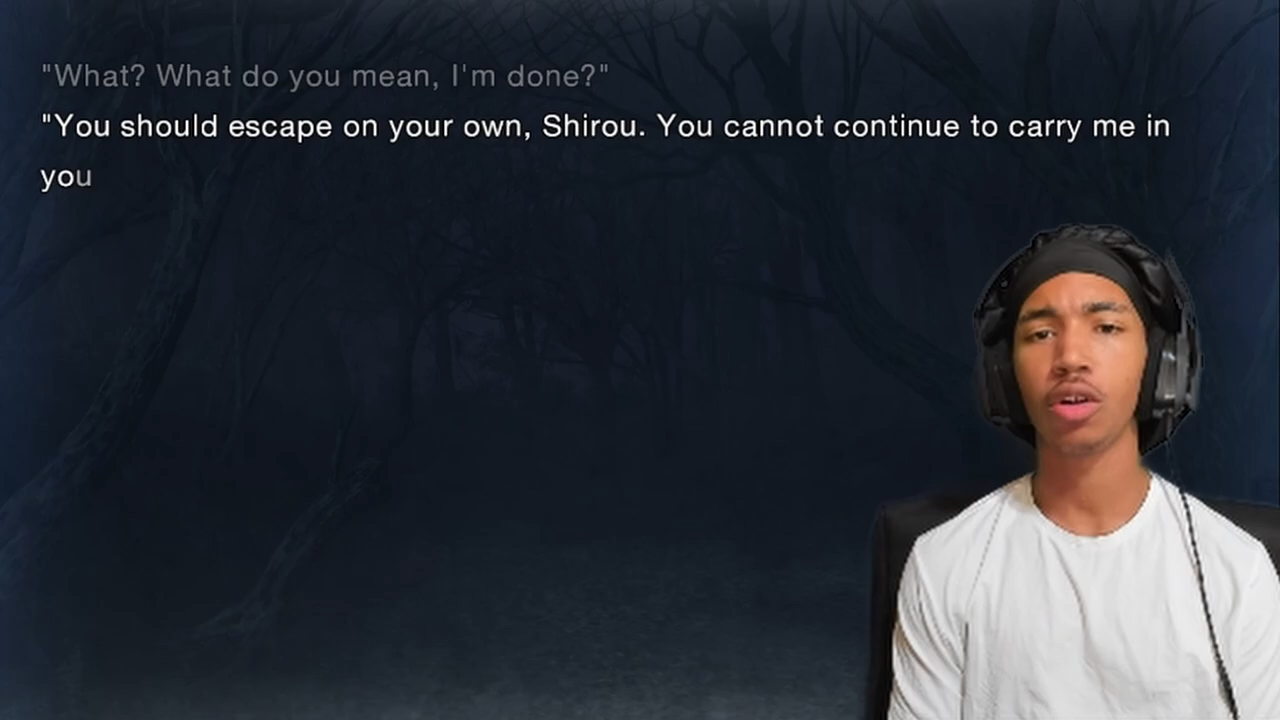 "What? What do you mean, I'm done?"
"You should escape on your own, Shirou. You cannot continue to carry me in
you